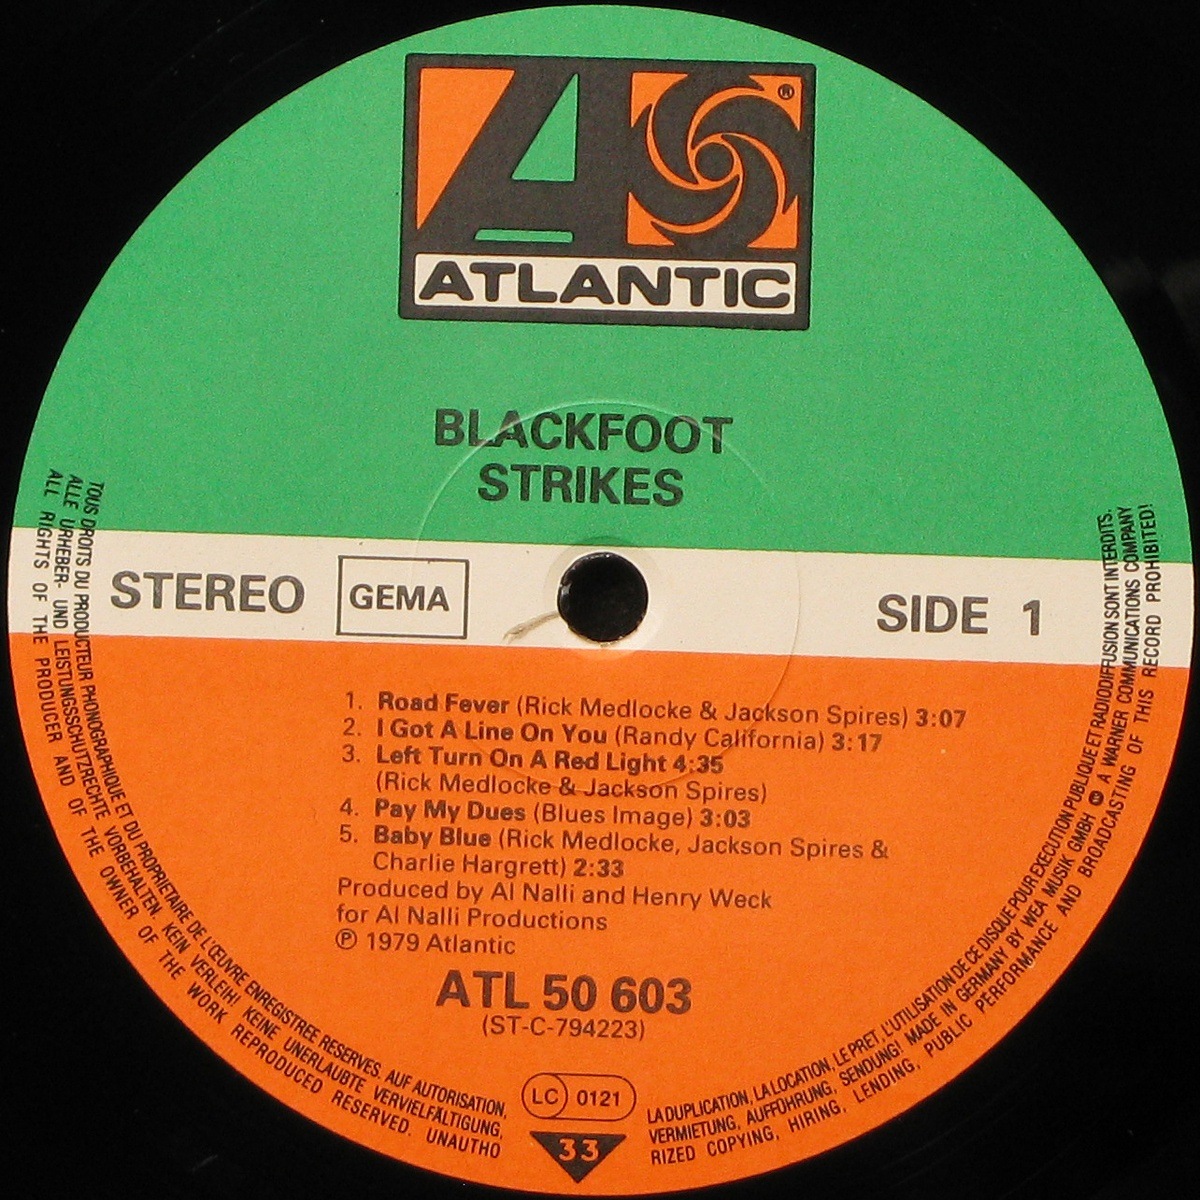 ATLANTIC
®
BLACKFOOT
STRIKES
STEREO
GEMA
SIDE 1
1. Road Fever (Rick Medlocke & Jackson Spires) 3:07
2. I Got A Line On You (Randy California) 3:17
3. Left Turn On A Red Light 4:35
(Rick Medlocke & Jackson Spires)
4. Pay My Dues (Blues Image) 3:03
5. Baby Blue (Rick Medlocke, Jackson Spires &
Charlie Hargrett) 2:33
Produced by Al Nalli and Henry Weck
for Al Nalli Productions
℗ 1979 Atlantic
ATL 50 603
(ST-C-794223)
LC 0121
33
TOUS DROITS DU PRODUCTEUR PHONOGRAPHIQUE ET DU PROPRIETAIRE DE L'ŒUVRE ENREGISTREE RESERVES. AUF AUTORISATION,
LA DUPLICATION, LA LOCATION, LE PRET, L'UTILISATION DE CE DISQUE POUR EXECUTION PUBLIQUE ET RADIODIFFUSION SONT INTERDITS.
ALLE URHEBER- UND LEISTUNGSSCHUTZRECHTE VORBEHALTEN. KEIN VERLEIH! KEINE UNERLAUBTE VERVIELFÄLTIGUNG,
VERMIETUNG, AUFFÜHRUNG, SENDUNG! MADE IN GERMANY BY WEA MUSIK GMBH A WARNER COMMUNICATIONS COMPANY
ALL RIGHTS OF THE PRODUCER AND OF THE OWNER OF THE WORK REPRODUCED RESERVED. UNAUTHO
RIZED COPYING, HIRING, LENDING, PUBLIC PERFORMANCE AND BROADCASTING OF THIS RECORD PROHIBITED!